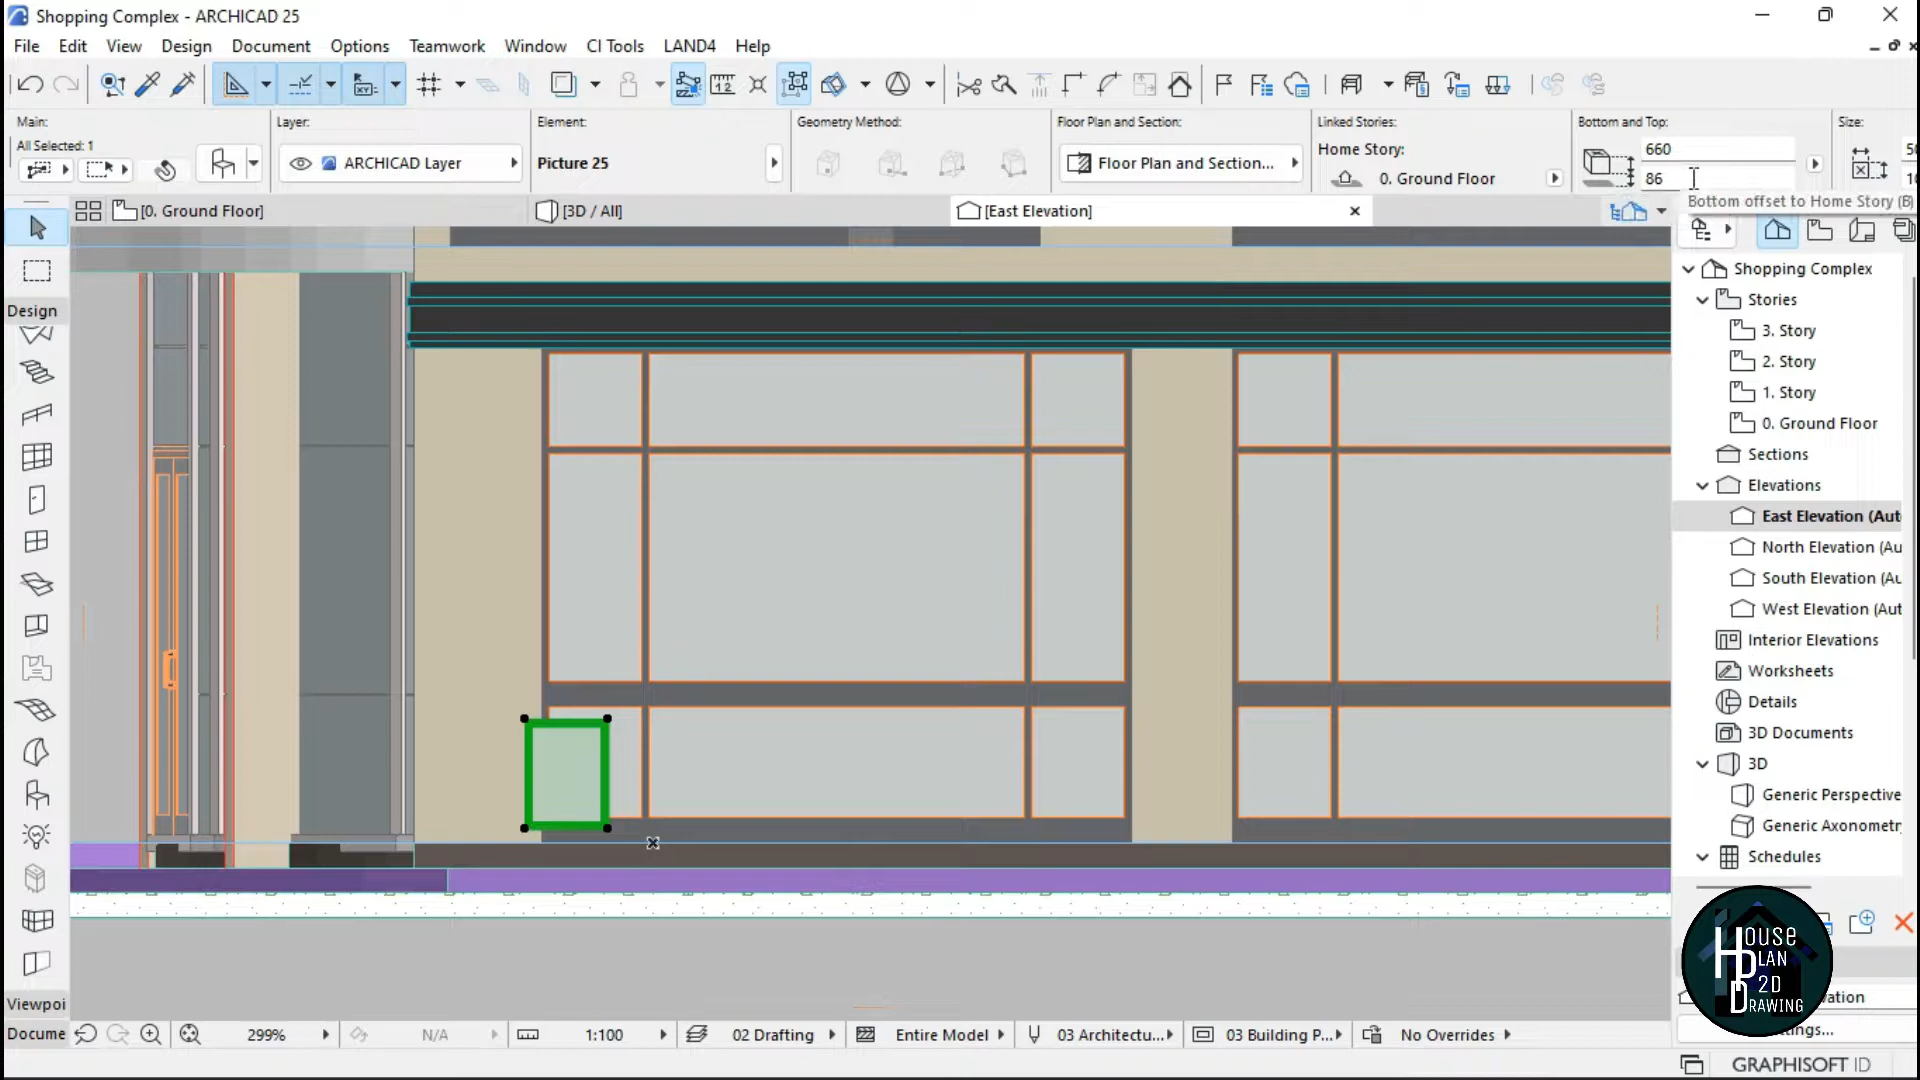 Shopping Complex - ARCHICAD 25
File Edit View Design Document Options Teamwork Window CI Tools LAND4 Help
Main:
All Selected: 1
Layer:
ARCHICAD Layer
Element:
Picture 25
Geometry Method:
Floor Plan and Section:
Floor Plan and Section...
Linked Stories:
Home Story:
0. Ground Floor
Bottom and Top:
660
86
Size:
Bottom offset to Home Story (B)
[0. Ground Floor]
[3D / All]
[East Elevation]
Design
Viewpoi
Docume
Shopping Complex
Stories
3. Story
2. Story
1. Story
0. Ground Floor
Sections
Elevations
East Elevation (Aut
North Elevation (Au
South Elevation (Au
West Elevation (Aut
Interior Elevations
Worksheets
Details
3D Documents
3D
Generic Perspective
Generic Axonometr
Schedules
House
Plan
2D
Drawing
vation
ngs...
299%
N/A
1:100
02 Drafting
Entire Model
03 Architectu...
03 Building P...
No Overrides
GRAPHISOFT ID